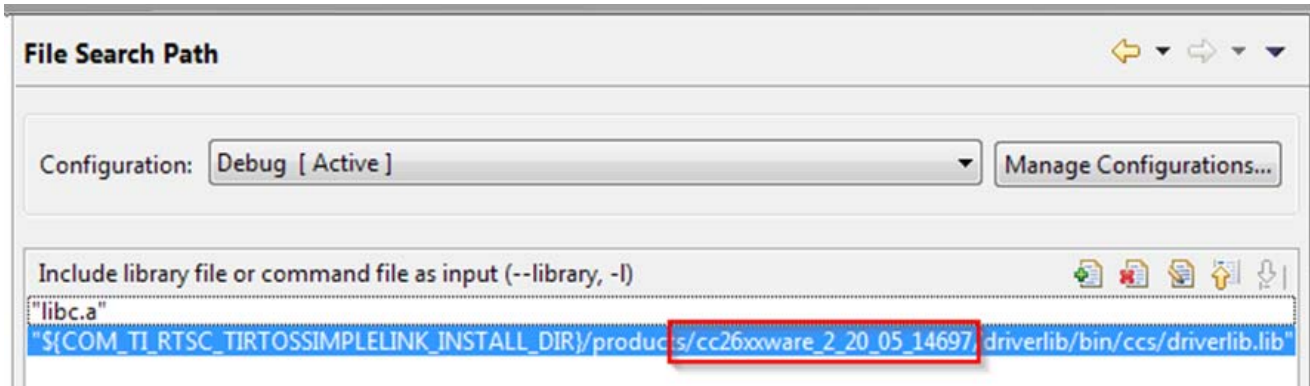 File Search Path
Configuration: Debug [ Active ] Manage Configurations...
Include library file or command file as input (--library, -l)
"libc.a"
"${COM_TI_RTSC_TIRTOSSIMPLELINK_INSTALL_DIR}/products/cc26xxware_2_20_05_14697/driverlib/bin/ccs/driverlib.lib"